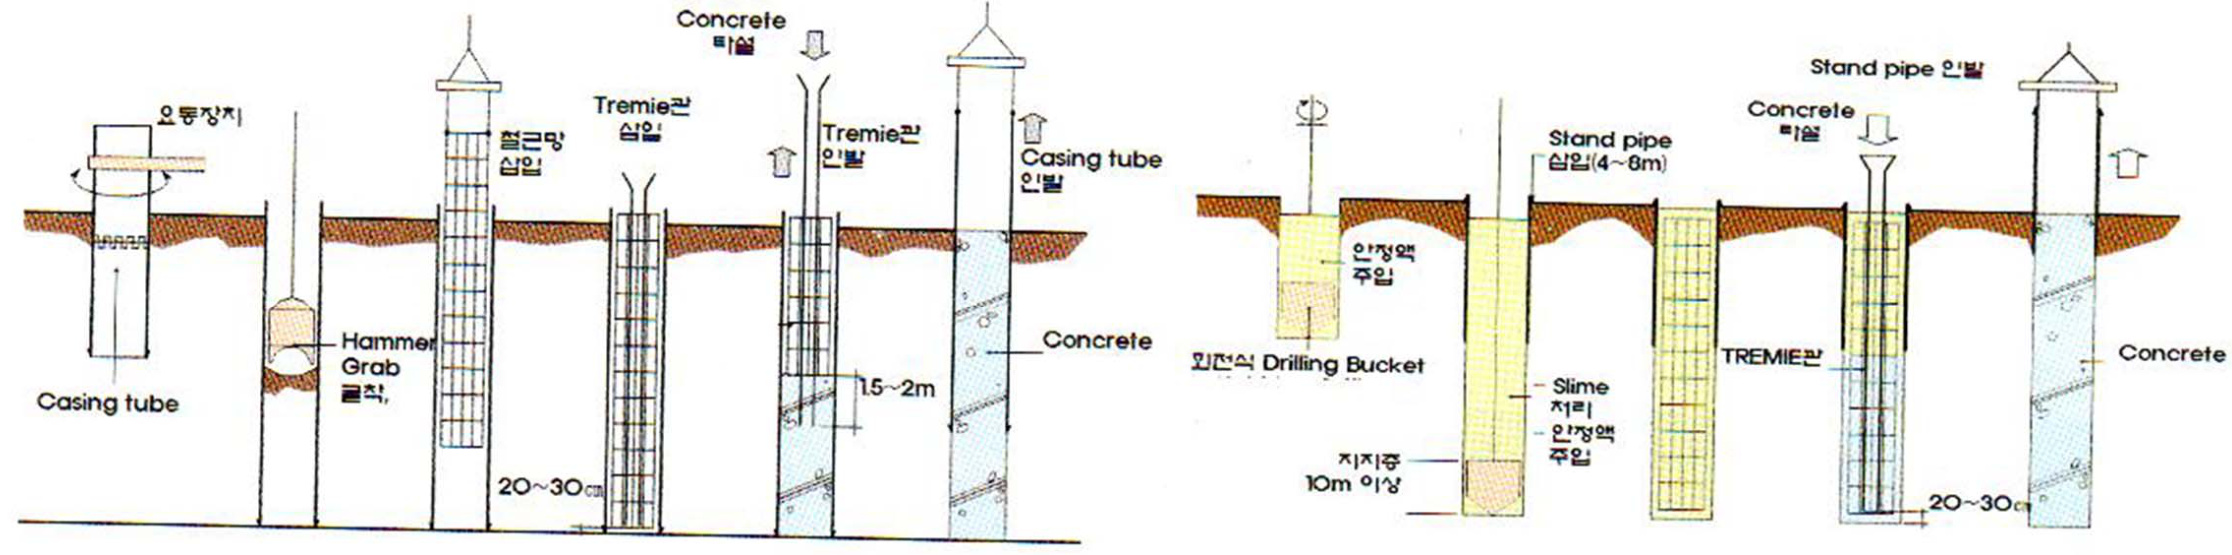 요동장치
Casing tube
Hammer
Grab
굴착,
철근망
삽입
Tremie관
삽입
20~30cm
Concrete
타설
Tremie관
인발
1.5~2m
Casing tube
인발
Concrete
안정액
주입
회전식 Drilling Bucket
Stand pipe
삽입(4~8m)
Slime
처리
안정액
주입
지지층
10m 이상
Concrete
타설
TREMIE관
20~30cm
Stand pipe 인발
Concrete